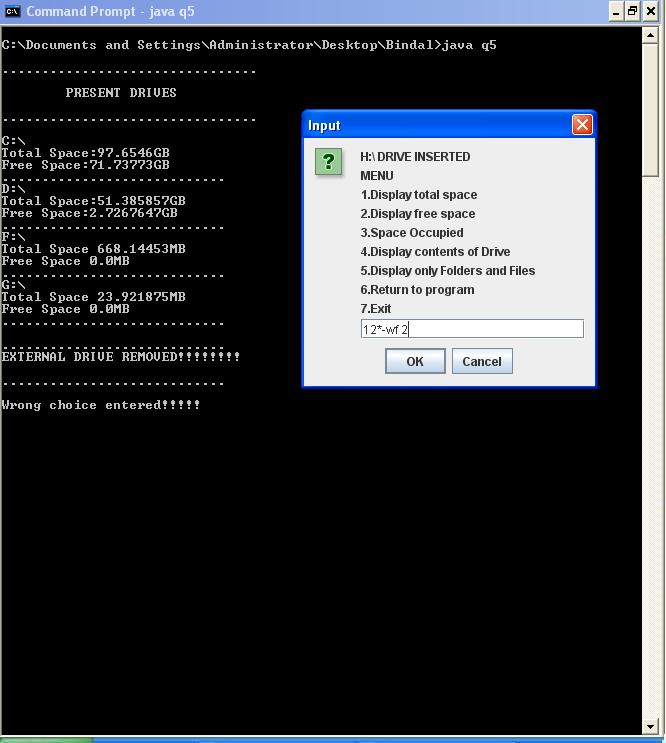 Command Prompt - java q5
C:\Documents and Settings\Administrator\Desktop\Bindal>java q5
--------------------------------
PRESENT DRIVES
--------------------------------
C:\
Total Space:97.6546GB
Free Space:71.73773GB
----------------------------
D:\
Total Space:51.385857GB
Free Space:2.7267647GB
----------------------------
F:\
Total Space 668.14453MB
Free Space 0.0MB
----------------------------
G:\
Total Space 23.921875MB
Free Space 0.0MB
----------------------------
----------------------------
EXTERNAL DRIVE REMOVED!!!!!!!!
----------------------------
Wrong choice entered!!!!!
Input
H:\ DRIVE INSERTED
MENU
1.Display total space
2.Display free space
3.Space Occupied
4.Display contents of Drive
5.Display only Folders and Files
6.Return to program
7.Exit
12*-wf 2
OK Cancel